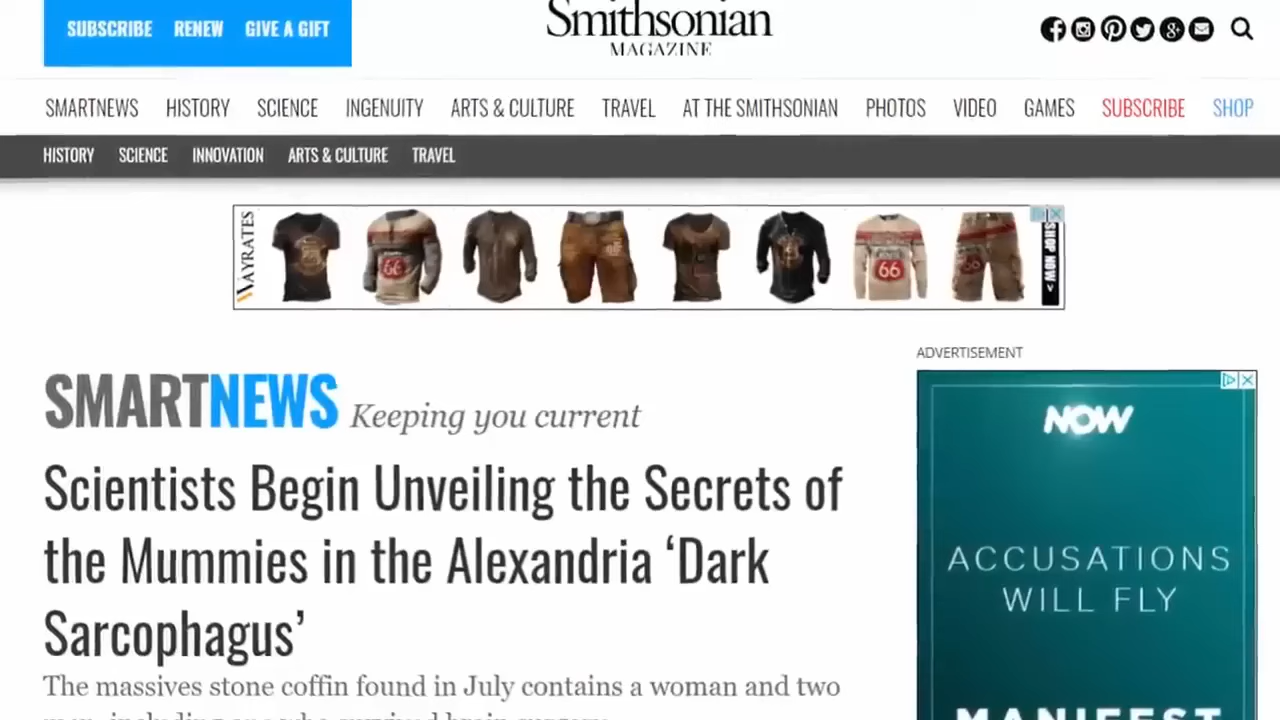 SUBSCRIBE RENEW GIVE A GIFT
Smithsonian
MAGAZINE
SMARTNEWS HISTORY SCIENCE INGENUITY ARTS & CULTURE TRAVEL AT THE SMITHSONIAN PHOTOS VIDEO GAMES SUBSCRIBE SHOP
HISTORY SCIENCE INNOVATION ARTS & CULTURE TRAVEL
WAYRATES
66
66
66
SHOP NOW >
ADVERTISEMENT
SMARTNEWS Keeping you current
NOW
Scientists Begin Unveiling the Secrets of
the Mummies in the Alexandria ‘Dark
Sarcophagus’
ACCUSATIONS
WILL FLY
The massives stone coffin found in July contains a woman and two
MANIFEST